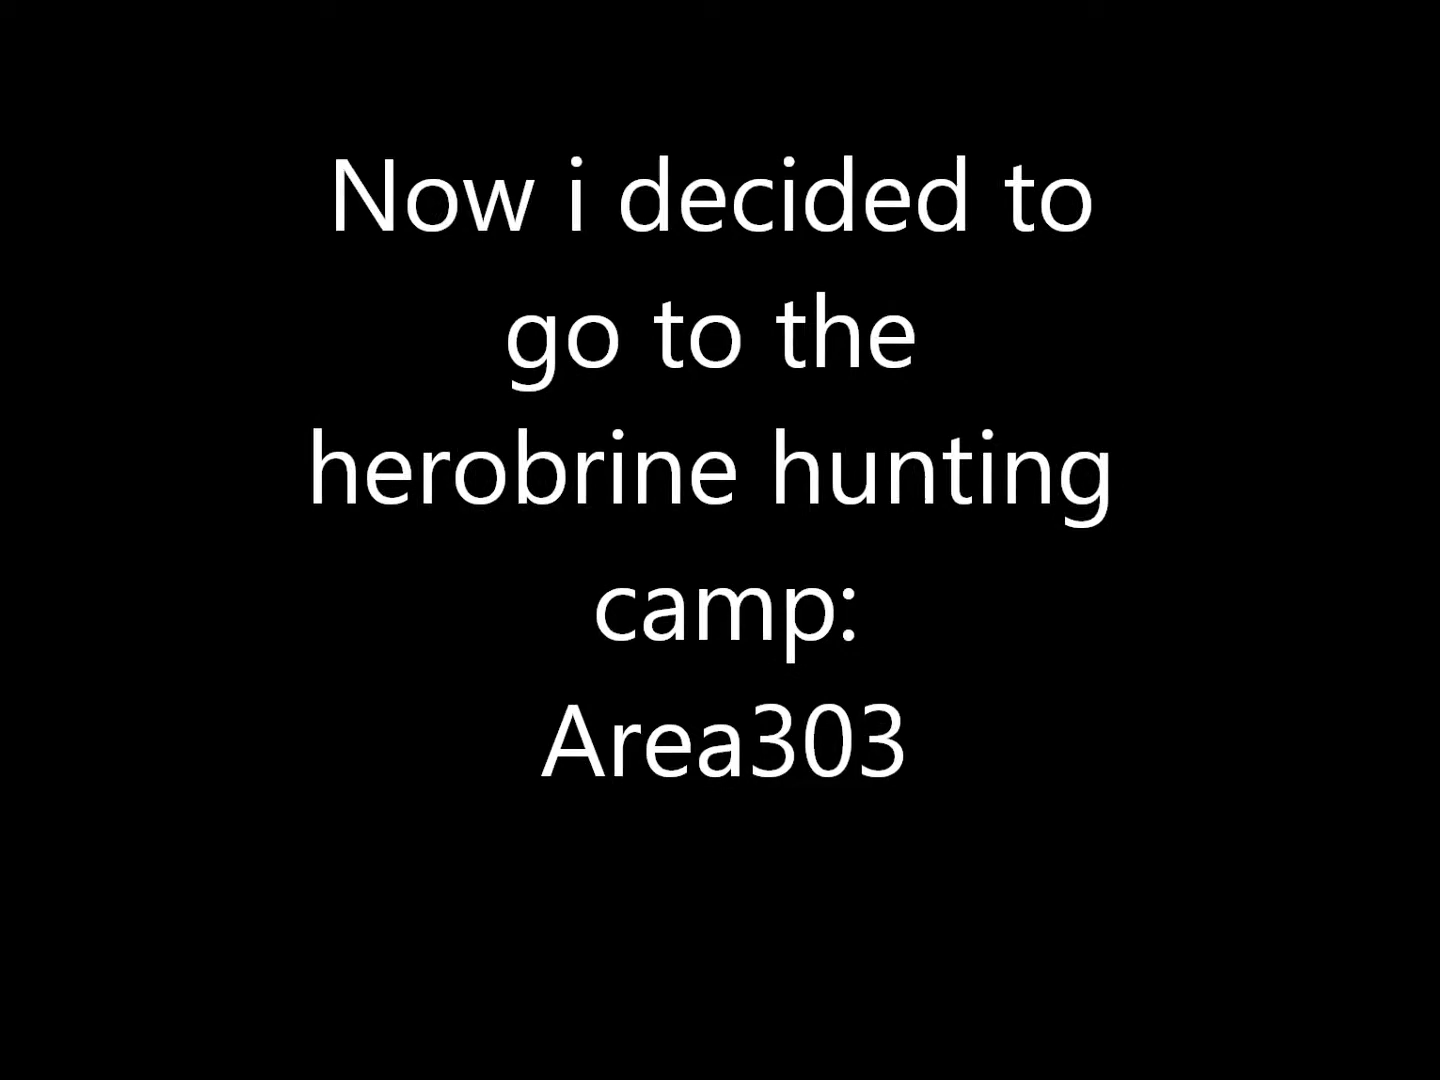 Now i decided to
go to the
herobrine hunting
camp:
Area303